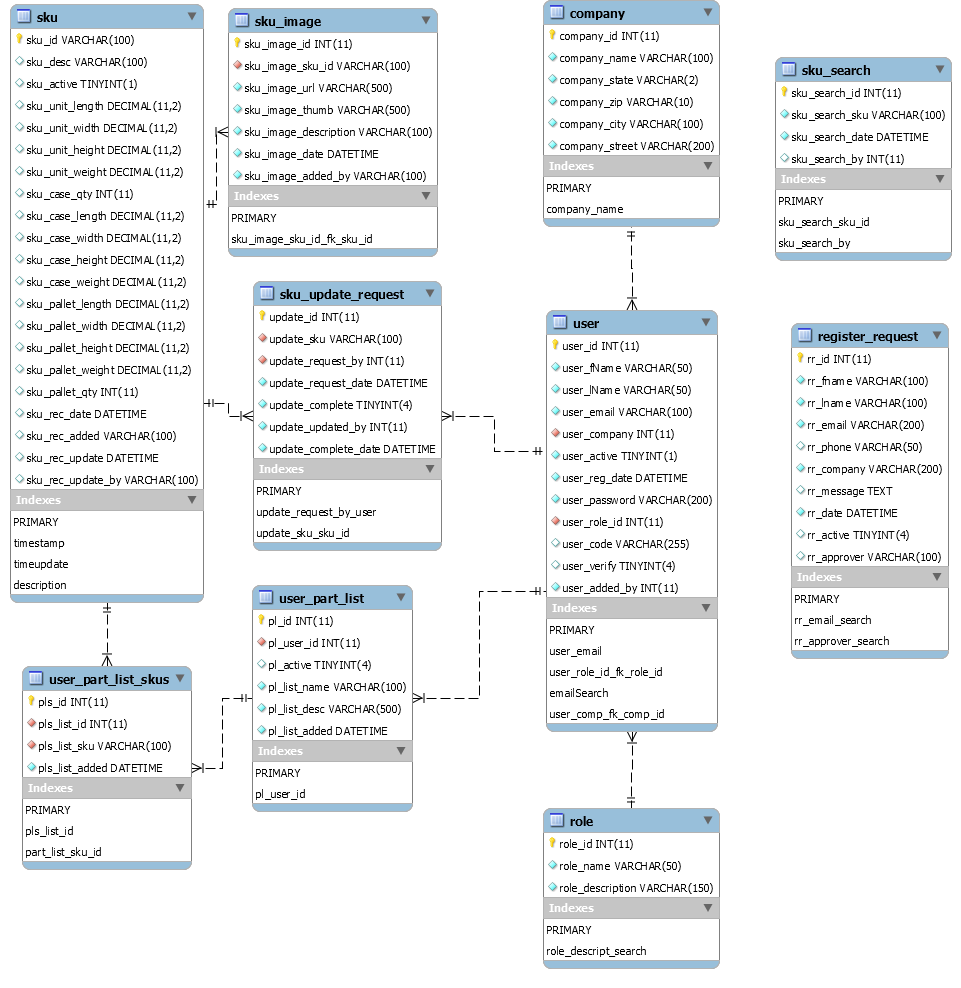 sku
sku_id VARCHAR(100)
sku_desc VARCHAR(100)
sku_active TINYINT(1)
sku_unit_length DECIMAL(11,2)
sku_unit_width DECIMAL(11,2)
sku_unit_height DECIMAL(11,2)
sku_unit_weight DECIMAL(11,2)
sku_case_qty INT(11)
sku_case_length DECIMAL(11,2)
sku_case_width DECIMAL(11,2)
sku_case_height DECIMAL(11,2)
sku_case_weight DECIMAL(11,2)
sku_pallet_length DECIMAL(11,2)
sku_pallet_width DECIMAL(11,2)
sku_pallet_height DECIMAL(11,2)
sku_pallet_weight DECIMAL(11,2)
sku_pallet_qty INT(11)
sku_rec_date DATETIME
sku_rec_added VARCHAR(100)
sku_rec_update DATETIME
sku_rec_update_by VARCHAR(100)
Indexes
PRIMARY
timestamp
timeupdate
description
sku_image
sku_image_id INT(11)
sku_image_sku_id VARCHAR(100)
sku_image_url VARCHAR(500)
sku_image_thumb VARCHAR(500)
sku_image_description VARCHAR(100)
sku_image_date DATETIME
sku_image_added_by VARCHAR(100)
Indexes
PRIMARY
sku_image_sku_id_fk_sku_id
company
company_id INT(11)
company_name VARCHAR(100)
company_state VARCHAR(2)
company_zip VARCHAR(10)
company_city VARCHAR(100)
company_street VARCHAR(200)
Indexes
PRIMARY
company_name
sku_search
sku_search_id INT(11)
sku_search_sku VARCHAR(100)
sku_search_date DATETIME
sku_search_by INT(11)
Indexes
PRIMARY
sku_search_sku_id
sku_search_by
sku_update_request
update_id INT(11)
update_sku VARCHAR(100)
update_request_by INT(11)
update_request_date DATETIME
update_complete TINYINT(4)
update_updated_by INT(11)
update_complete_date DATETIME
Indexes
PRIMARY
update_request_by_user
update_sku_sku_id
user
user_id INT(11)
user_fName VARCHAR(50)
user_lName VARCHAR(50)
user_email VARCHAR(100)
user_company INT(11)
user_active TINYINT(1)
user_reg_date DATETIME
user_password VARCHAR(200)
user_role_id INT(11)
user_code VARCHAR(255)
user_verify TINYINT(4)
user_added_by INT(11)
Indexes
PRIMARY
user_email
user_role_id_fk_role_id
emailSearch
user_comp_fk_comp_id
register_request
rr_id INT(11)
rr_fname VARCHAR(100)
rr_lname VARCHAR(100)
rr_email VARCHAR(200)
rr_phone VARCHAR(50)
rr_company VARCHAR(200)
rr_message TEXT
rr_date DATETIME
rr_active TINYINT(4)
rr_approver VARCHAR(100)
Indexes
PRIMARY
rr_email_search
rr_approver_search
user_part_list_skus
pls_id INT(11)
pls_list_id INT(11)
pls_list_sku VARCHAR(100)
pls_list_added DATETIME
Indexes
PRIMARY
pls_list_id
part_list_sku_id
user_part_list
pl_id INT(11)
pl_user_id INT(11)
pl_active TINYINT(4)
pl_list_name VARCHAR(100)
pl_list_desc VARCHAR(500)
pl_list_added DATETIME
Indexes
PRIMARY
pl_user_id
role
role_id INT(11)
role_name VARCHAR(50)
role_description VARCHAR(150)
Indexes
PRIMARY
role_descript_search